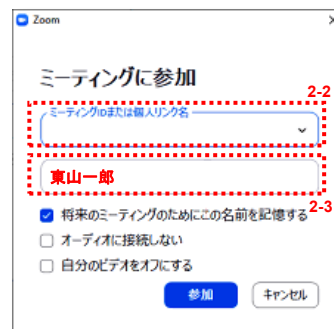 Zoom
ミーティングに参加
2-2
ミーティングIDまたは個人リンク名
東山一郎
将来のミーティングのためにこの名前を記憶する
2-3
オーディオに接続しない
自分のビデオをオフにする
参加 キャンセル